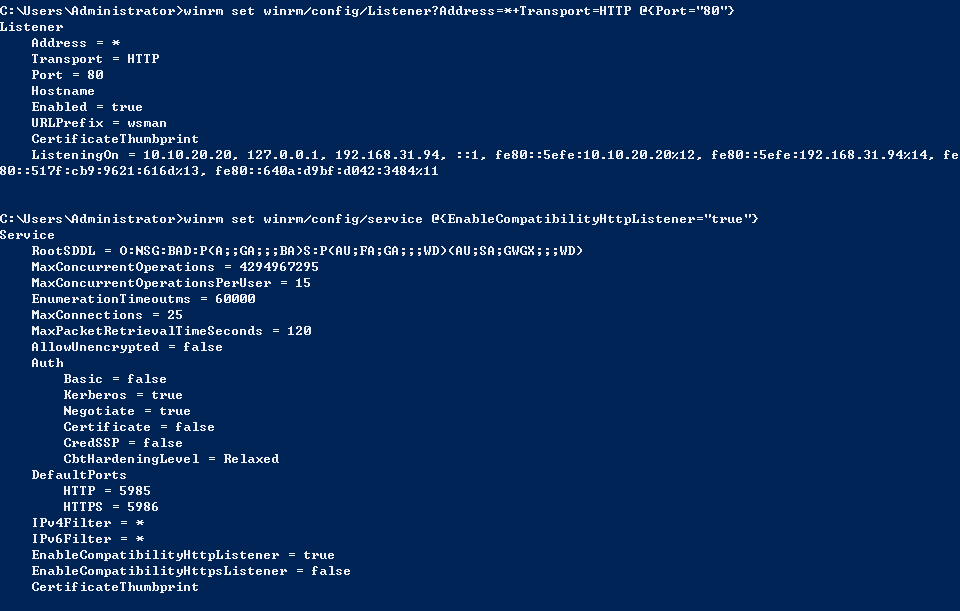 C:\Users\Administrator>winrm set winrm/config/Listener?Address=*+Transport=HTTP @{Port="80"}
Listener
    Address = *
    Transport = HTTP
    Port = 80
    Hostname
    Enabled = true
    URLPrefix = wsman
    CertificateThumbprint
    ListeningOn = 10.10.20.20, 127.0.0.1, 192.168.31.94, ::1, fe80::5efe:10.10.20.20%12, fe80::5efe:192.168.31.94%14, fe
80::517f:cb9:9621:616d%13, fe80::640a:d9bf:d042:3484%11
C:\Users\Administrator>winrm set winrm/config/service @{EnableCompatibilityHttpListener="true"}
Service
    RootSDDL = O:NSG:BAD:P(A;;GA;;;BA)S:P(AU;FA;GA;;;WD)(AU;SA;GWGX;;;WD)
    MaxConcurrentOperations = 4294967295
    MaxConcurrentOperationsPerUser = 15
    EnumerationTimeoutms = 60000
    MaxConnections = 25
    MaxPacketRetrievalTimeSeconds = 120
    AllowUnencrypted = false
    Auth
        Basic = false
        Kerberos = true
        Negotiate = true
        Certificate = false
        CredSSP = false
        CbtHardeningLevel = Relaxed
    DefaultPorts
        HTTP = 5985
        HTTPS = 5986
    IPv4Filter = *
    IPv6Filter = *
    EnableCompatibilityHttpListener = true
    EnableCompatibilityHttpsListener = false
    CertificateThumbprint